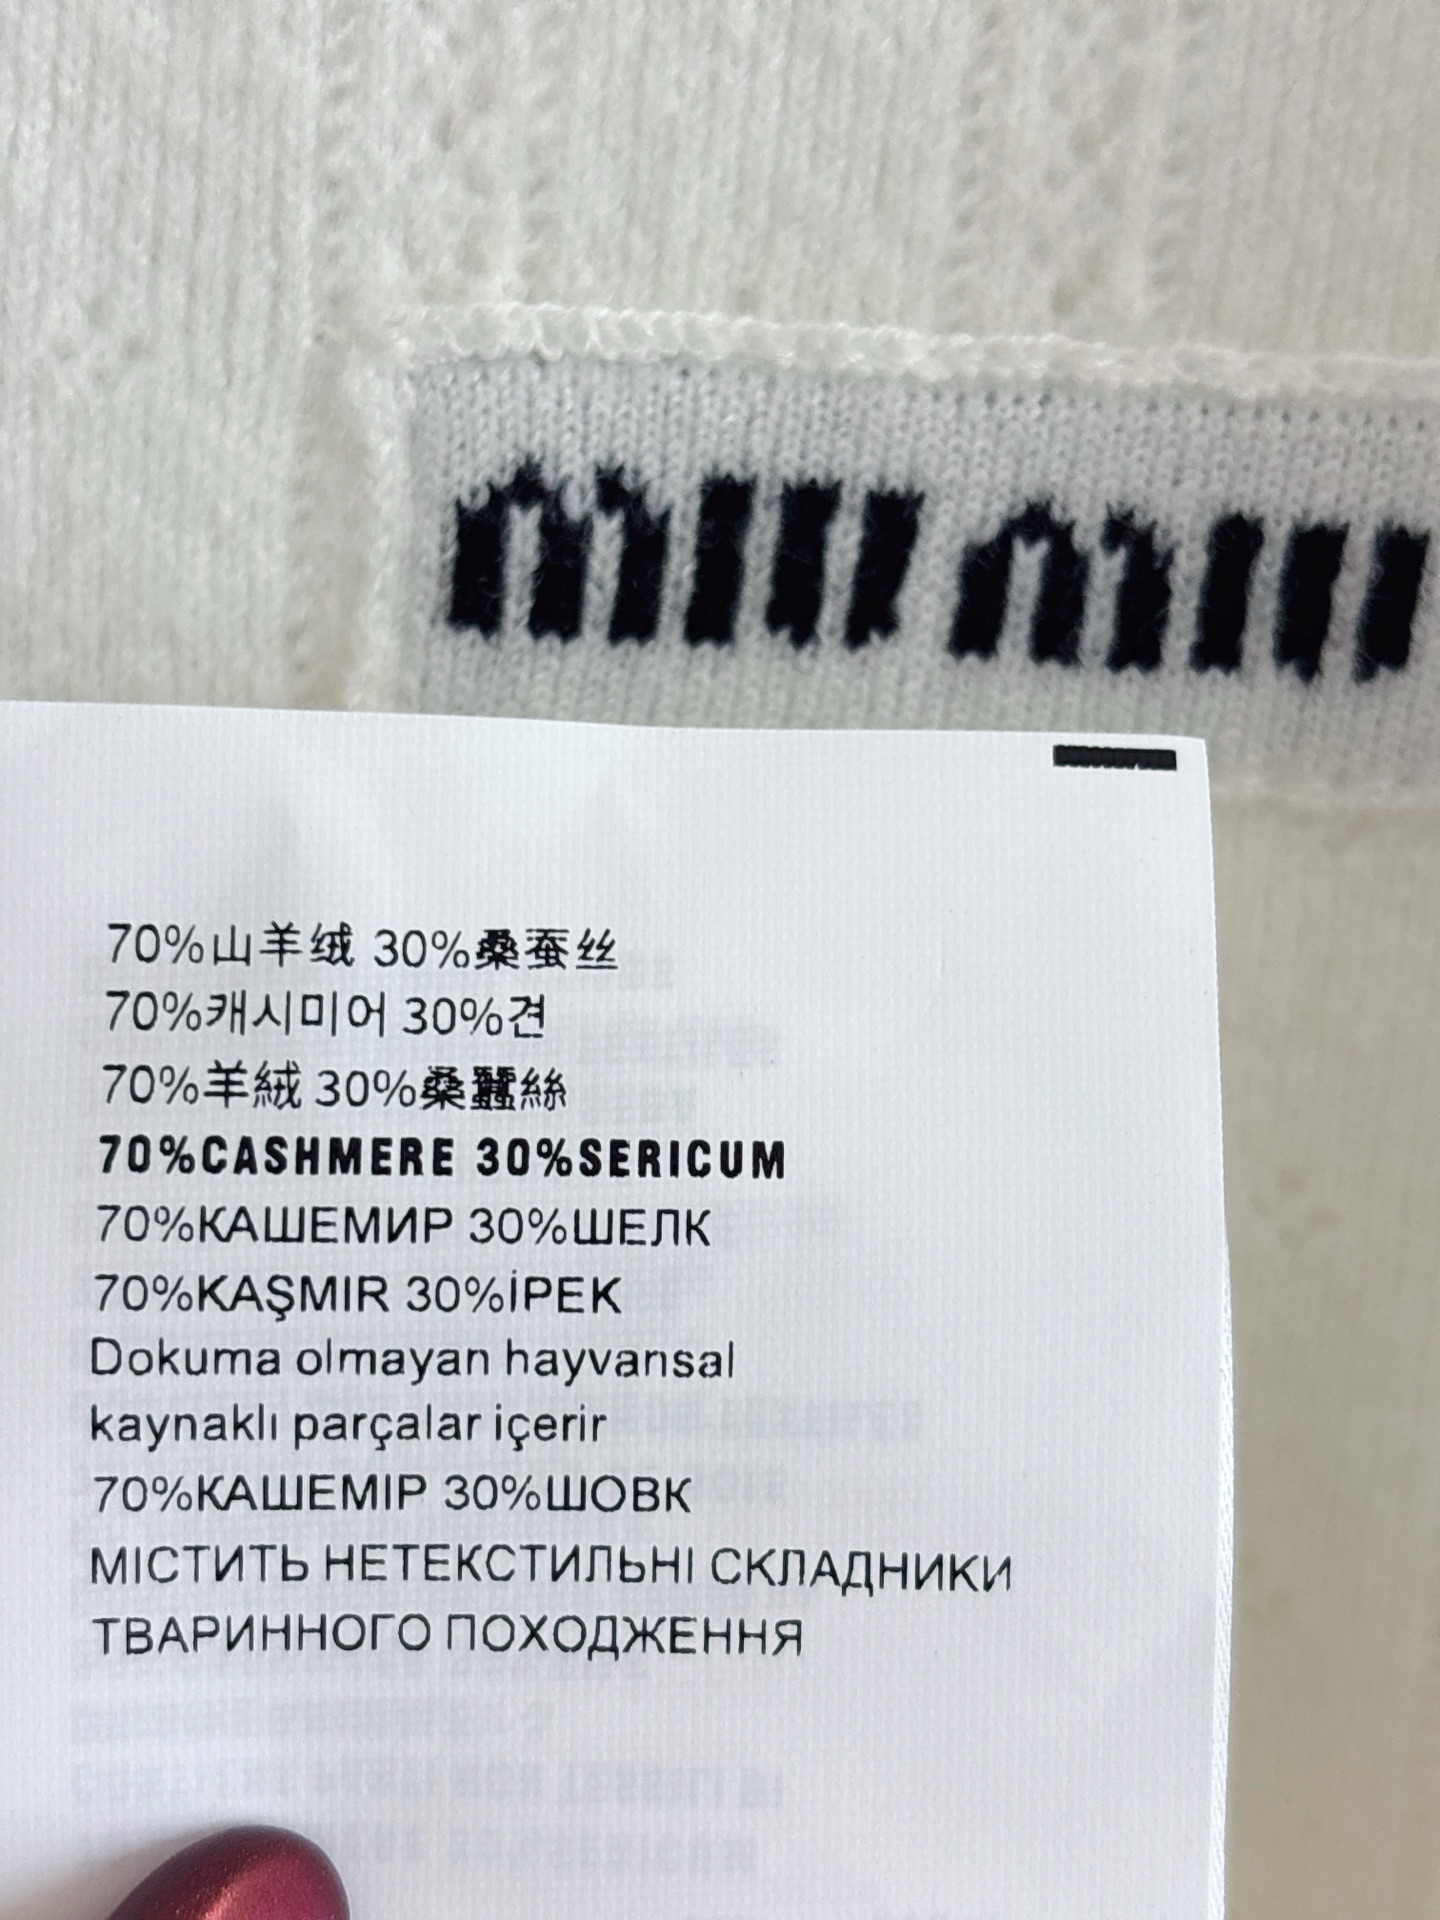 miu miu
70%山羊绒 30%桑蚕丝
70%캐시미어 30%견
70%羊絨 30%桑蠶絲
70%CASHMERE 30%SERICUM
70%КАШЕМИР 30%ШЕЛК
70%KAŞMIR 30%İPEK
Dokuma olmayan hayvansal
kaynaklı parçalar içerir
70%КАШЕМІР 30%ШОВК
МІСТИТЬ НЕТЕКСТИЛЬНІ СКЛАДНИКИ
ТВАРИННОГО ПОХОДЖЕННЯ